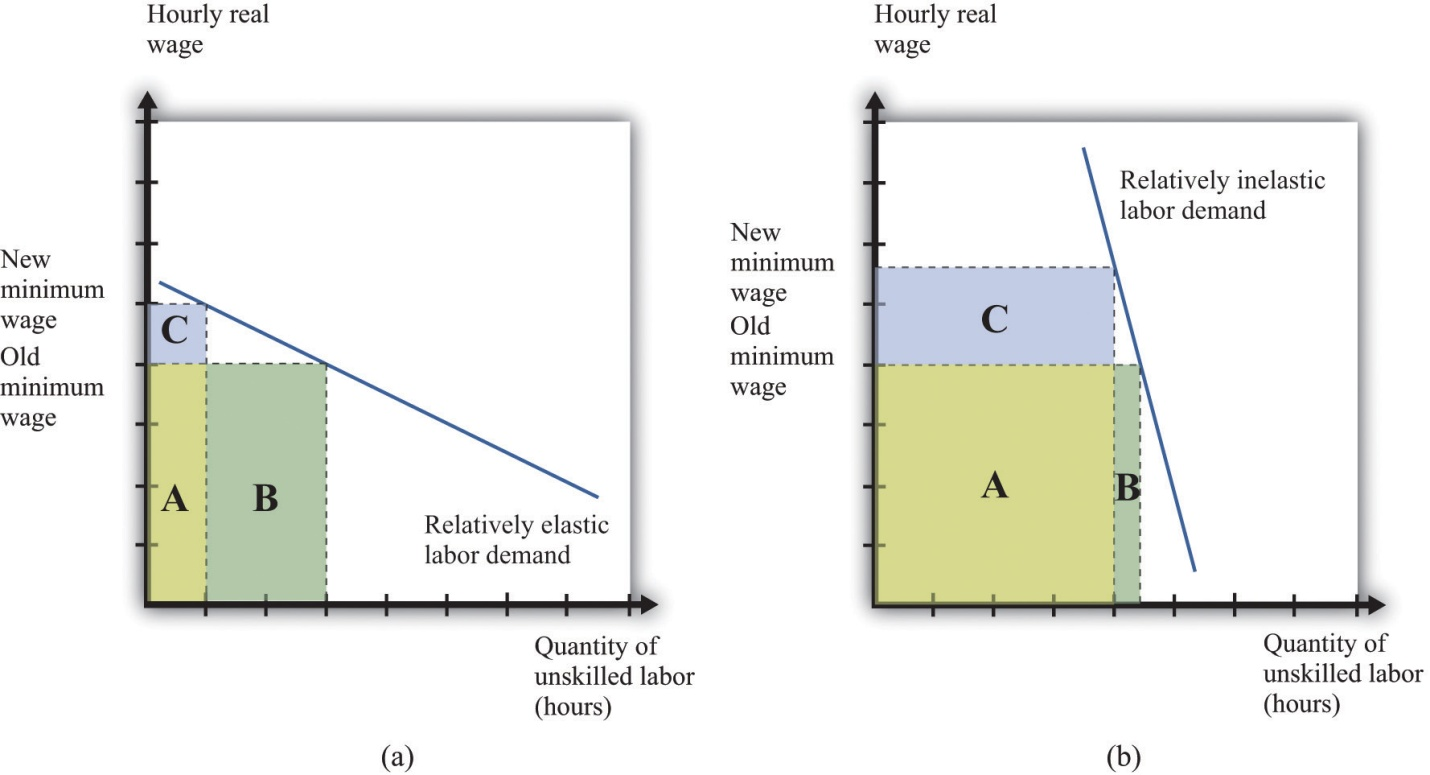 Hourly real
wage
New
minimum
wage
Old
minimum
wage
C
A
B
Relatively elastic
labor demand
Quantity of
unskilled labor
(hours)
(a)
Hourly real
wage
Relatively inelastic
labor demand
New
minimum
wage
Old
minimum
wage
C
A
B
Quantity of
unskilled labor
(hours)
(b)